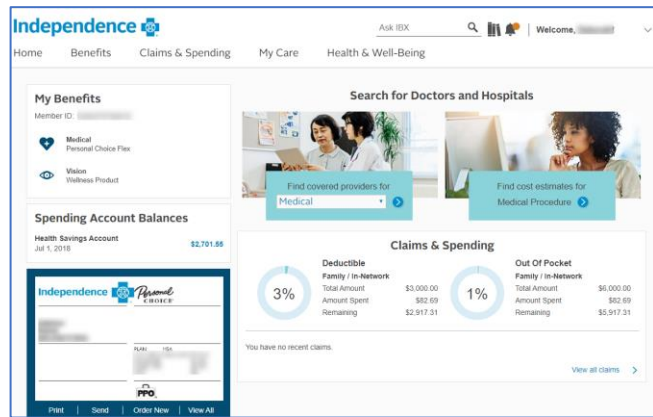 Independence
Ask IBX
Welcome,
Home Benefits Claims & Spending My Care Health & Well-Being
My Benefits
Member ID:
Medical
Personal Choice Flex
Vision
Wellness Product
Spending Account Balances
Health Savings Account
Jul 1, 2018
$2,701.55
Independence Personal
CHOICE
PLAN HSA
PPO
Print | Send | Order New | View All
Search for Doctors and Hospitals
Find covered providers for
Medical
Find cost estimates for
Medical Procedure
Claims & Spending
3%
Deductible
Family / In-Network
Total Amount $3,000.00
Amount Spent $82.69
Remaining $2,917.31
1%
Out Of Pocket
Family / In-Network
Total Amount $6,000.00
Amount Spent $82.69
Remaining $5,917.31
You have no recent claims.
View all claims